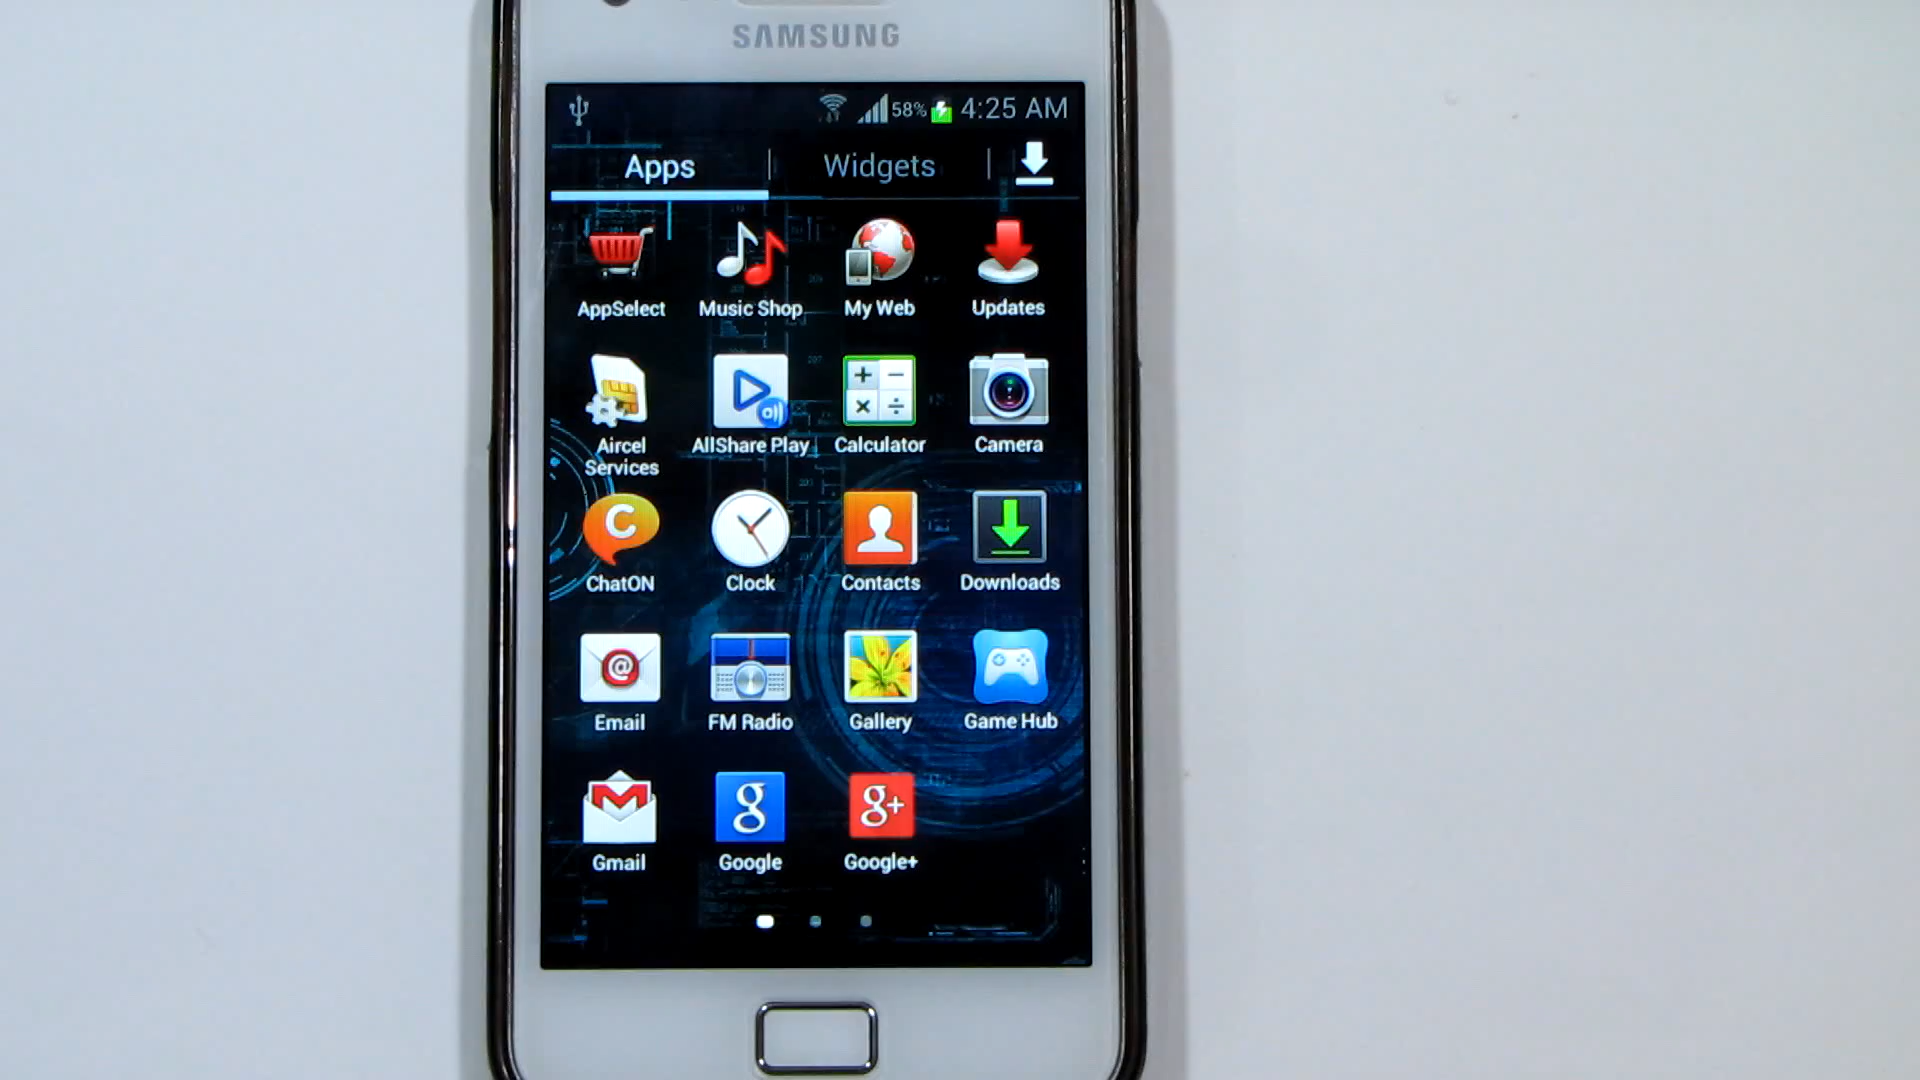 SAMSUNG
58% 4:25 AM
Apps Widgets
AppSelect Music Shop My Web Updates
Aircel Services AllShare Play Calculator Camera
ChatON Clock Contacts Downloads
Email FM Radio Gallery Game Hub
Gmail Google Google+